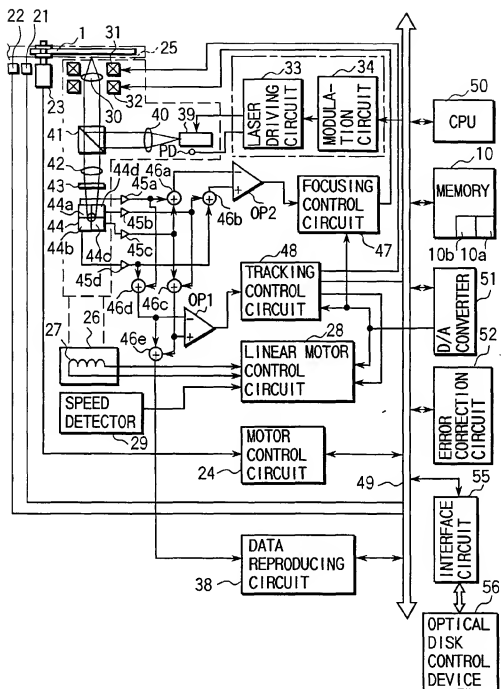 22 21 1 31 25
23
30
32
33
LASER
DRIVING
CIRCUIT
34
MODULA-
TION
CIRCUIT
50
CPU
10
MEMORY
10b 10a
41
40 39
PD
42
43
44d
45a
46a
44a
44
44b
44c
45b
45c
45d
46b
OP2
FOCUSING
CONTROL
CIRCUIT
47
48
TRACKING
CONTROL
CIRCUIT
51
D/A
CONVERTER
46d
46c
OP1
46e
27
26
28
LINEAR MOTOR
CONTROL
CIRCUIT
52
ERROR
CORRECTION
CIRCUIT
SPEED
DETECTOR
29
MOTOR
CONTROL
CIRCUIT
24
49
55
INTERFACE
CIRCUIT
DATA
REPRODUCING
CIRCUIT
38
56
OPTICAL
DISK
CONTROL
DEVICE